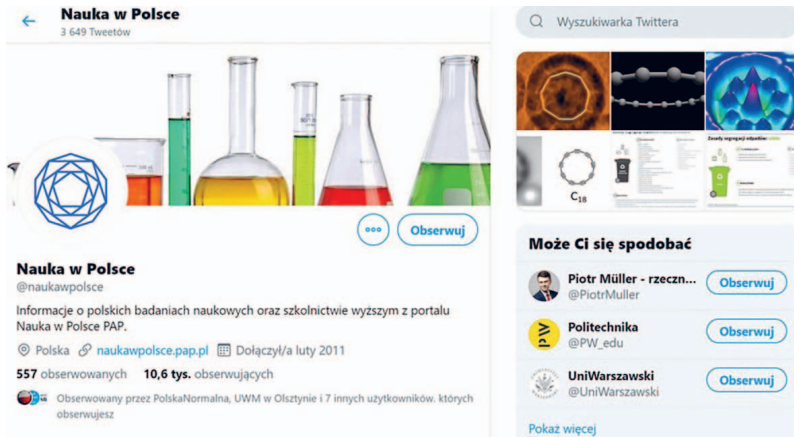 Nauka w Polsce
3 649 Tweetów
Obserwuj
Nauka w Polsce
@naukawpolsce
Informacje o polskich badaniach naukowych oraz szkolnictwie wyższym z portalu
Nauka w Polsce PAP.
Polska naukawpolsce.pap.pl Dołączył/a luty 2011
557 obserwowanych 10,6 tys. obserwujących
Obserwowany przez PolskaNormalna, UWM w Olsztynie i 7 innych użytkowników. których
obserwujesz
Wyszukiwarka Twittera
C18
Zasady segregacji odpadów:
Może Ci się spodobać
Piotr Müller - rzeczn...
@PiotrMuller
Obserwuj
Politechnika
@PW_edu
Obserwuj
UniWarszawski
@UniWarszawski
Obserwuj
Pokaż więcej